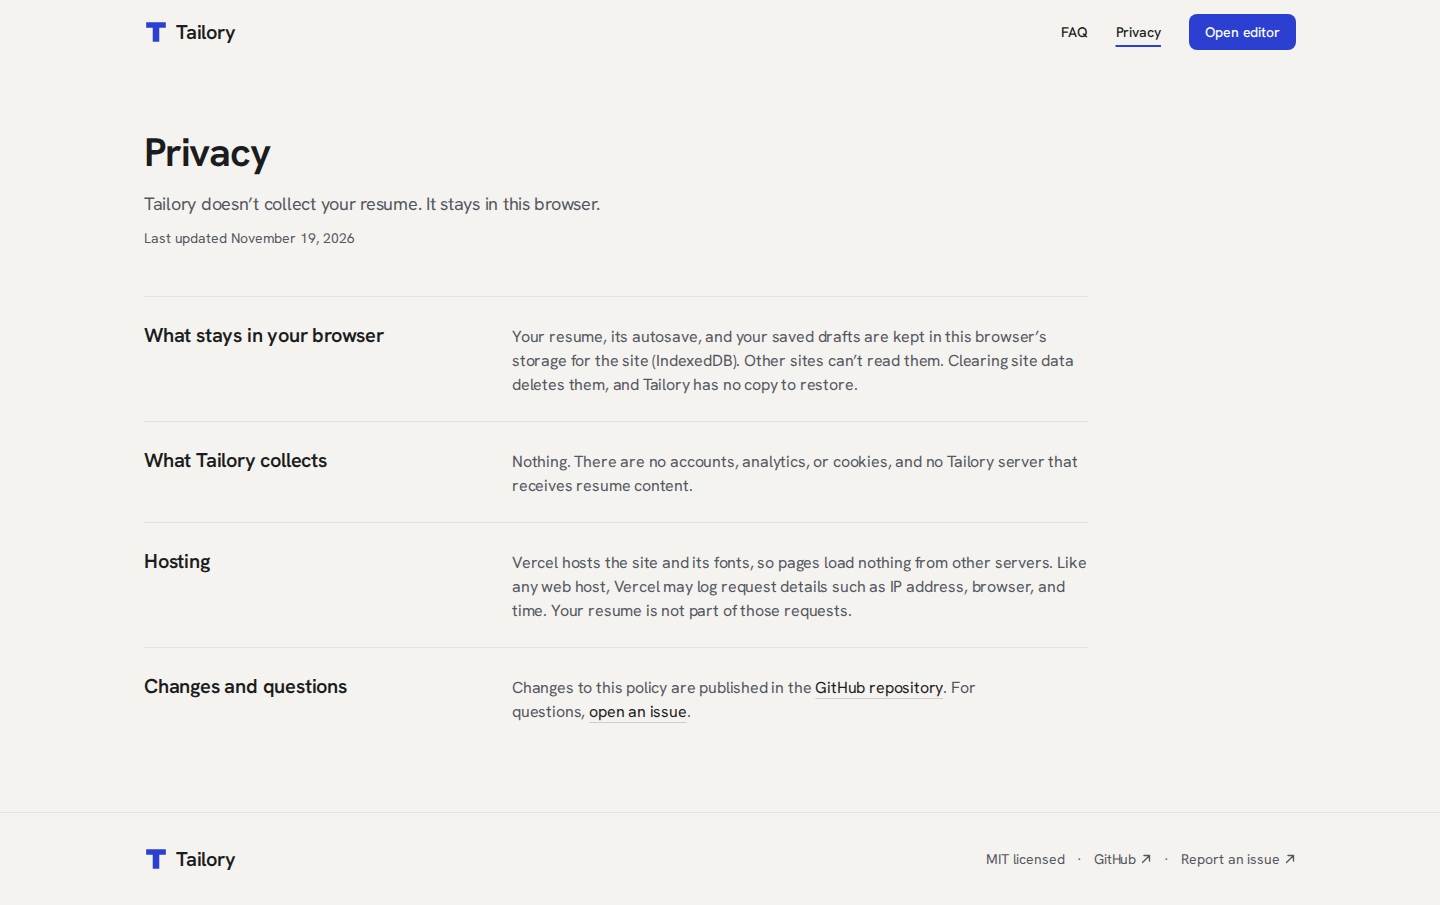 Tailory
FAQ Privacy Open editor
Privacy
Tailory doesn’t collect your resume. It stays in this browser.
Last updated November 19, 2026
What stays in your browser
Your resume, its autosave, and your saved drafts are kept in this browser’s
storage for the site (IndexedDB). Other sites can’t read them. Clearing site data
deletes them, and Tailory has no copy to restore.
What Tailory collects
Nothing. There are no accounts, analytics, or cookies, and no Tailory server that
receives resume content.
Hosting
Vercel hosts the site and its fonts, so pages load nothing from other servers. Like
any web host, Vercel may log request details such as IP address, browser, and
time. Your resume is not part of those requests.
Changes and questions
Changes to this policy are published in the GitHub repository. For
questions, open an issue.
Tailory
MIT licensed · GitHub ↗ · Report an issue ↗